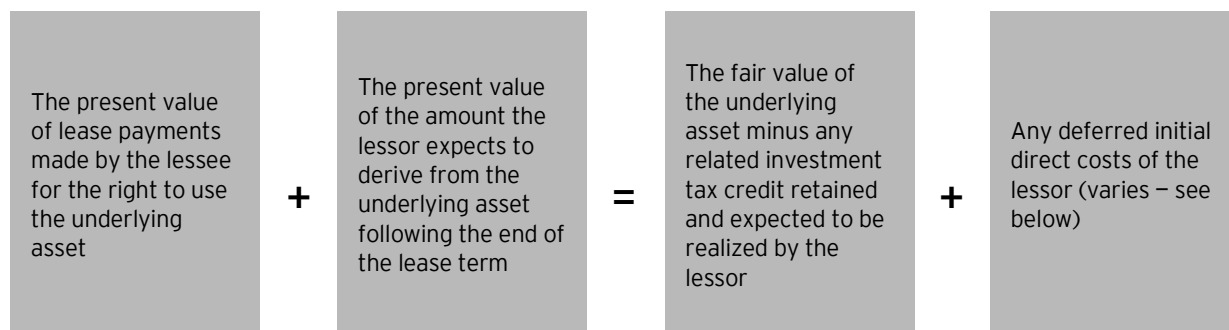 The present value
of lease payments
made by the lessee
for the right to use
the underlying
asset
+
The present value
of the amount the
lessor expects to
derive from the
underlying asset
following the end of
the lease term
=
The fair value of
the underlying
asset minus any
related investment
tax credit retained
and expected to be
realized by the
lessor
+
Any deferred initial
direct costs of the
lessor (varies – see
below)